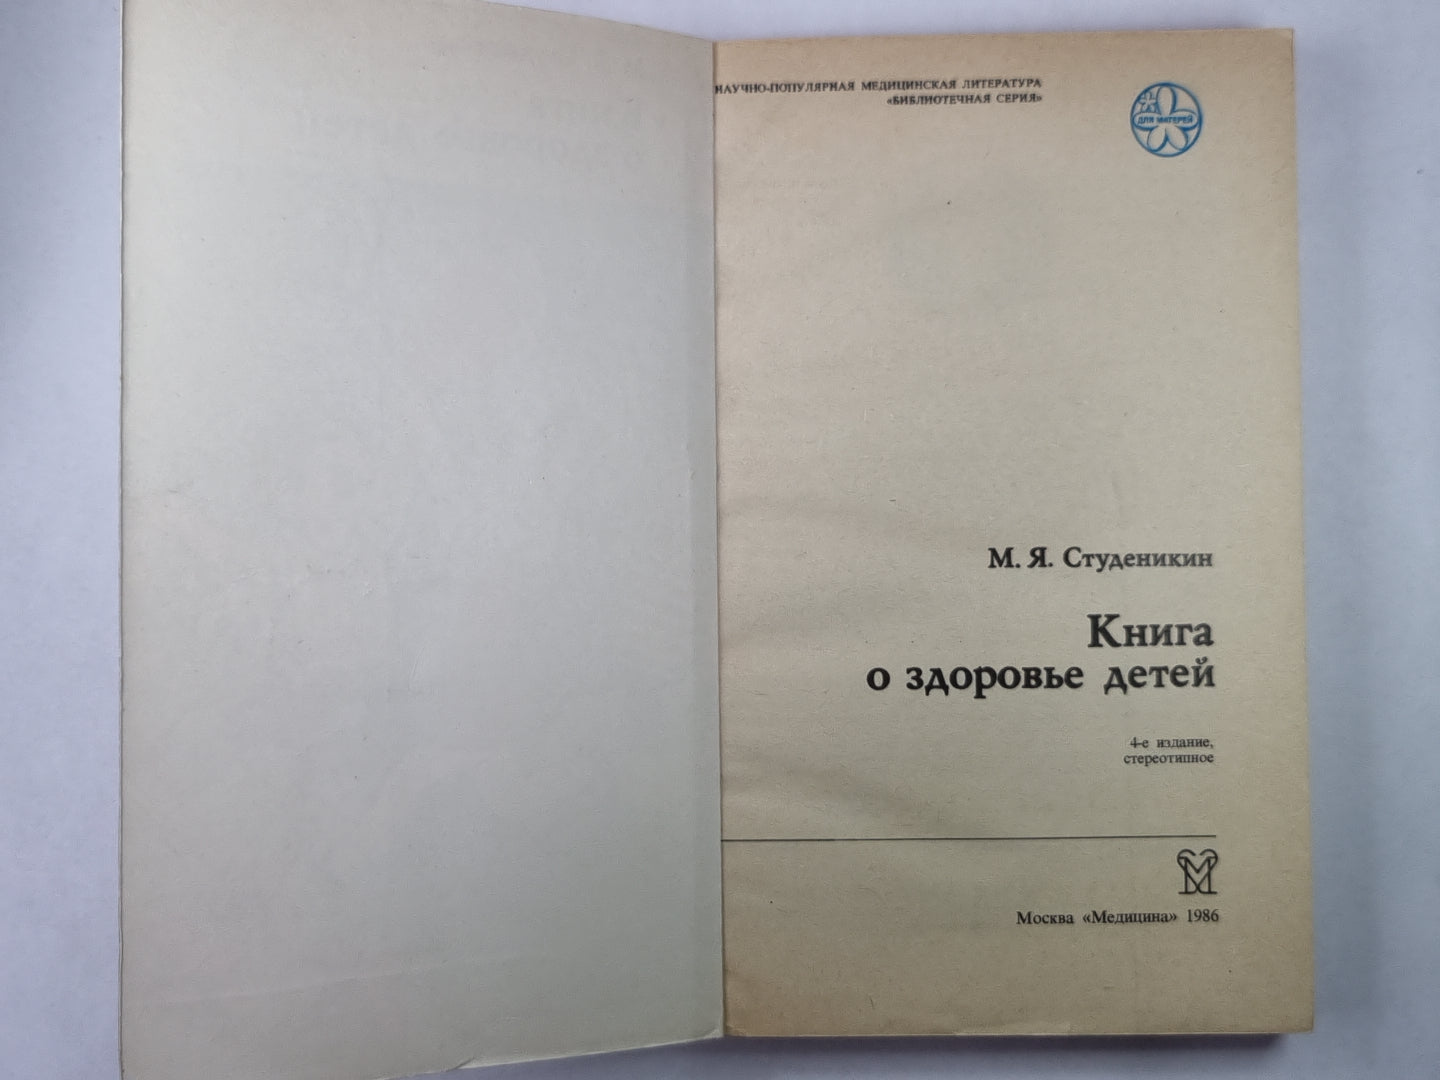 НАУЧНО-ПОПУЛЯРНАЯ МЕДИЦИНСКАЯ ЛИТЕРАТУРА
«БИБЛИОТЕЧНАЯ СЕРИЯ»
ДЛЯ МАТЕРЕЙ
М. Я. Студеникин
Книга
о здоровье детей
4-е издание,
стереотипное
Москва «Медицина» 1986